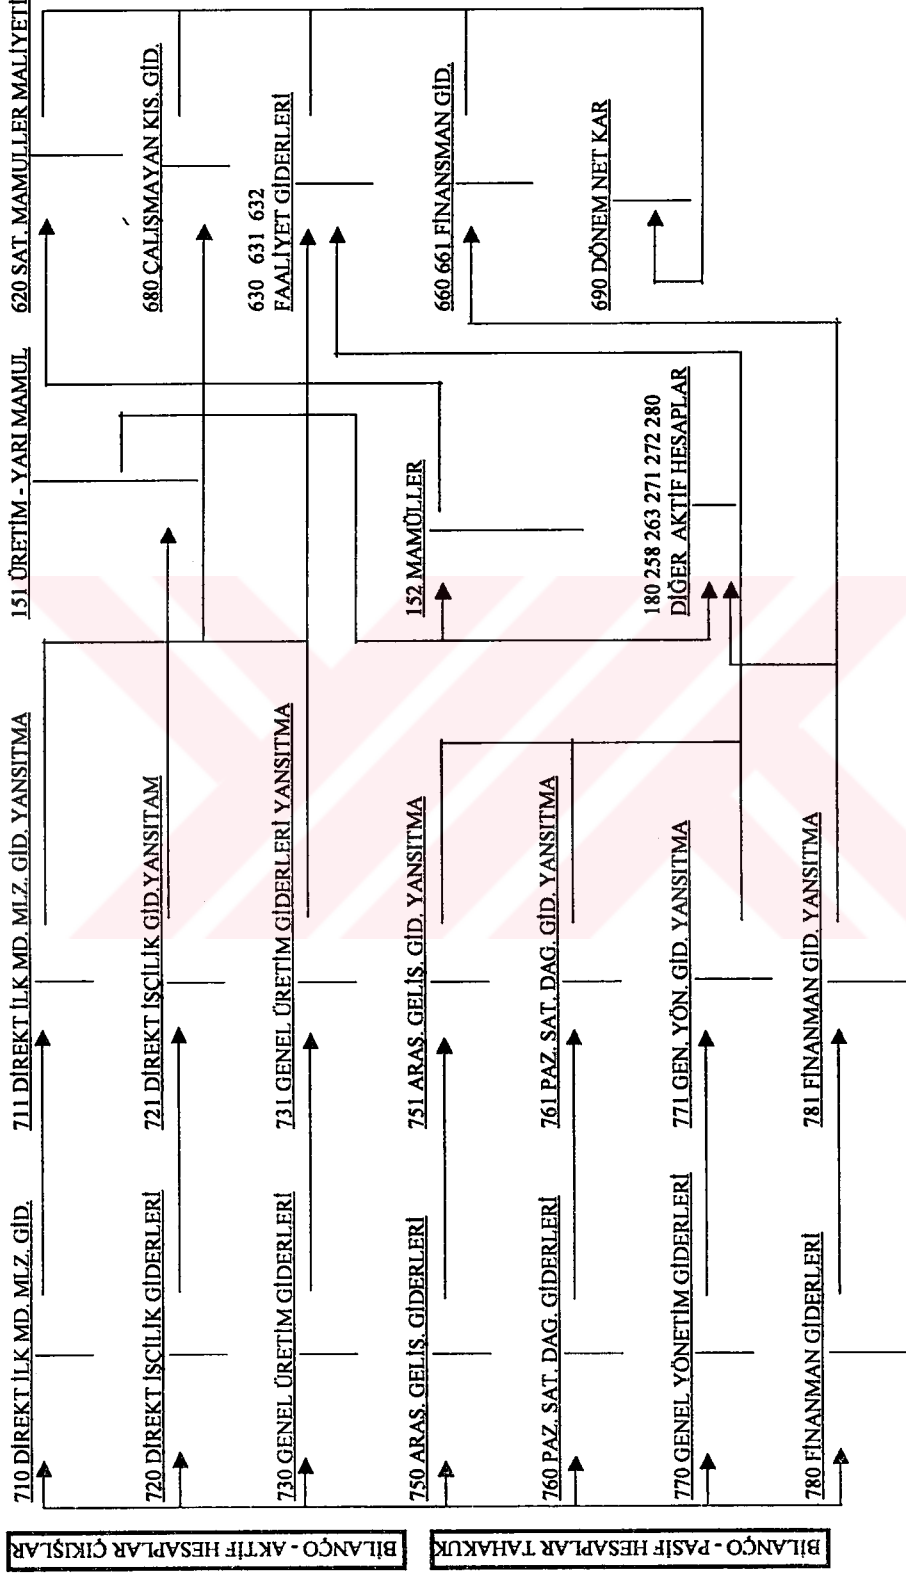 BİLANÇO - AKTİF HESAPLAR ÇIKIŞLAR
BİLANÇO - PASİF HESAPLAR TAHAKUK
710 DİREKT İLK MD. MLZ. GİD.
711 DİREKT İLK MD. MLZ. GİD. YANSITMA
151 ÜRETİM - YARI MAMUL
620 SAT. MAMULLER MALİYETİ
720 DİREKT İŞÇİLİK GİDERLERİ
721 DİREKT İŞÇİLİK GİD.YANSITAM
680 ÇALIŞMAYAN KIS. GİD.
730 GENEL ÜRETİM GİDERLERİ
731 GENEL ÜRETİM GİDERLERİ YANSITMA
630 631 632
FAALİYET GİDERLERİ
750 ARAŞ. GELİŞ. GİDERLERİ
751 ARAŞ. GELİŞ. GİD. YANSITMA
152 MAMÜLLER
660 661 FİNANSMAN GİD.
760 PAZ. SAT. DAG. GİDERLERİ
761 PAZ. SAT. DAG. GİD. YANSITMA
690 DÖNEM NET KAR
770 GENEL YÖNETİM GİDERLERİ
771 GEN. YÖN. GİD. YANSITMA
180 258 263 271 272 280
DİĞER AKTİF HESAPLAR
780 FİNANMAN GİDERLERİ
781 FİNANMAN GİD. YANSITMA